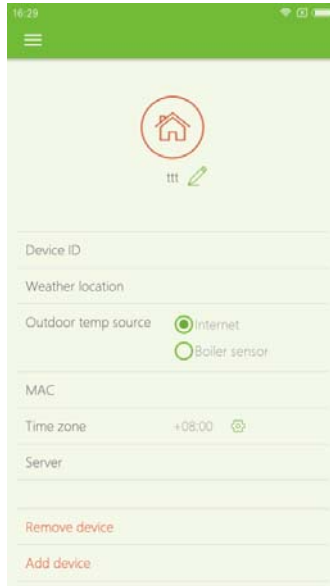 16:29
ttt
Device ID
Weather location
Outdoor temp source
Internet
Boiler sensor
MAC
Time zone
+08:00
Server
Remove device
Add device